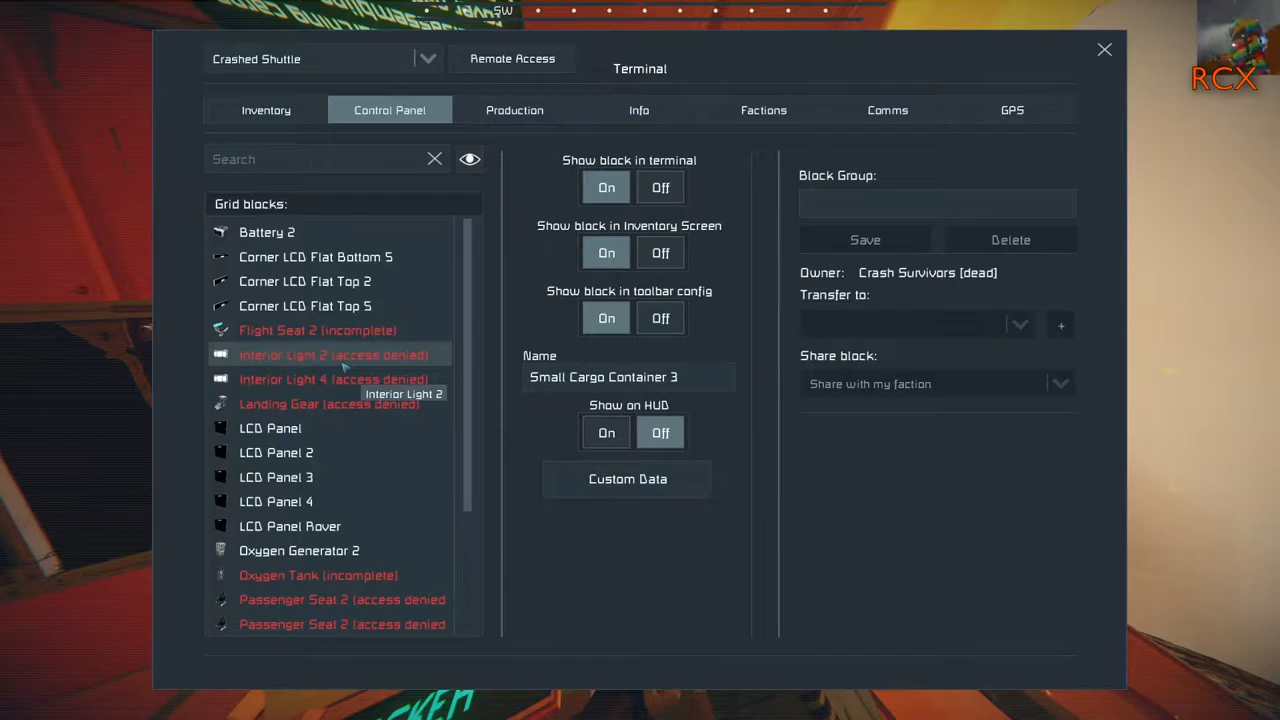 SW
RCX
Crashed Shuttle
Remote Access
Terminal
Inventory
Control Panel
Production
Info
Factions
Comms
GPS
Search
Grid blocks:
Battery 2
Corner LCD Flat Bottom 5
Corner LCD Flat Top 2
Corner LCD Flat Top 5
Flight Seat 2 (incomplete)
Interior Light 2 (access denied)
Interior Light 4 (access denied)
Interior Light 2
Landing Gear (access denied)
LCD Panel
LCD Panel 2
LCD Panel 3
LCD Panel 4
LCD Panel Rover
Oxygen Generator 2
Oxygen Tank (incomplete)
Passenger Seat 2 (access denied
Passenger Seat 2 (access denied
Show block in terminal
On Off
Show block in Inventory Screen
On Off
Show block in toolbar config
On Off
Name
Small Cargo Container 3
Show on HUD
On Off
Custom Data
Block Group:
Save Delete
Owner: Crash Survivors [dead]
Transfer to:
+
Share block:
Share with my faction